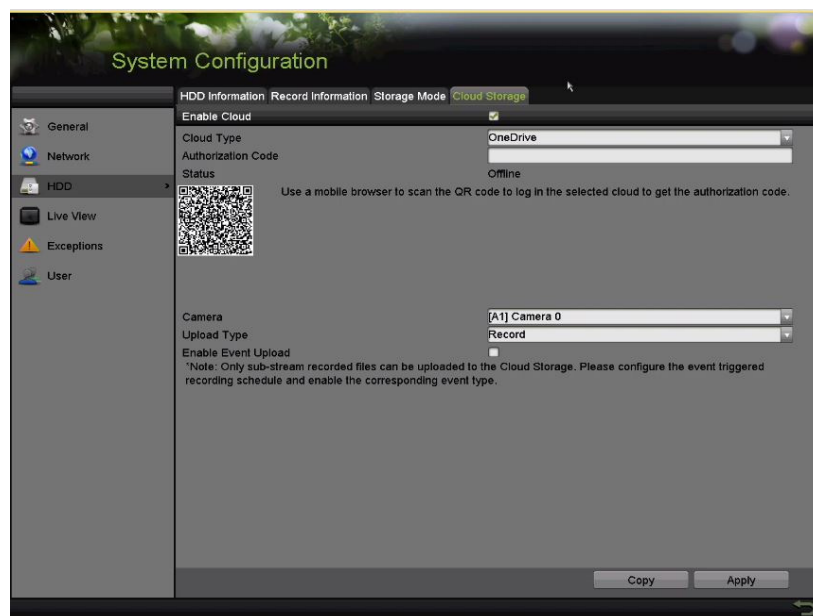 System Configuration
HDD Information Record Information Storage Mode Cloud Storage
General
Network
HDD
Live View
Exceptions
User
Enable Cloud
Cloud Type OneDrive
Authorization Code
Status Offline
Use a mobile browser to scan the QR code to log in the selected cloud to get the authorization code.
Camera [A1] Camera 0
Upload Type Record
Enable Event Upload
*Note: Only sub-stream recorded files can be uploaded to the Cloud Storage. Please configure the event triggered
recording schedule and enable the corresponding event type.
Copy Apply